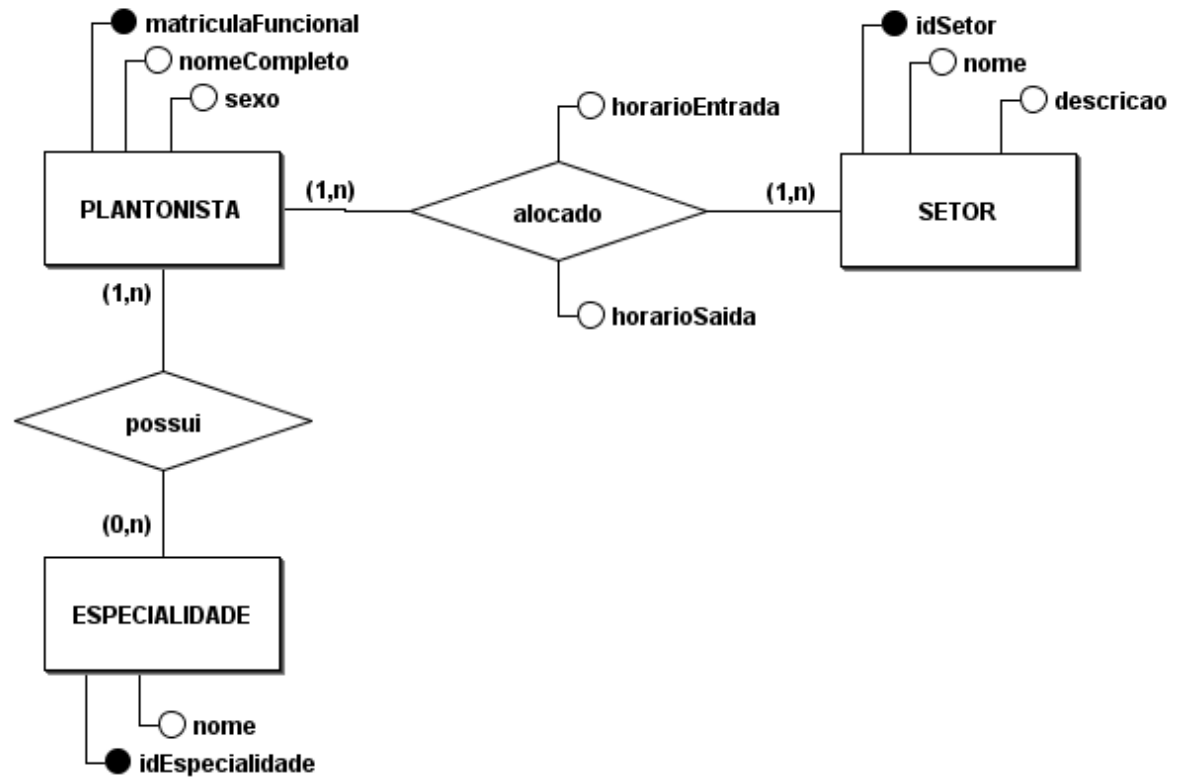 matriculaFuncional
nomeCompleto
sexo
PLANTONISTA
(1,n)
horarioEntrada
alocado
horarioSaida
(1,n)
idSetor
nome
descricao
SETOR
(1,n)
possui
(0,n)
ESPECIALIDADE
nome
idEspecialidade